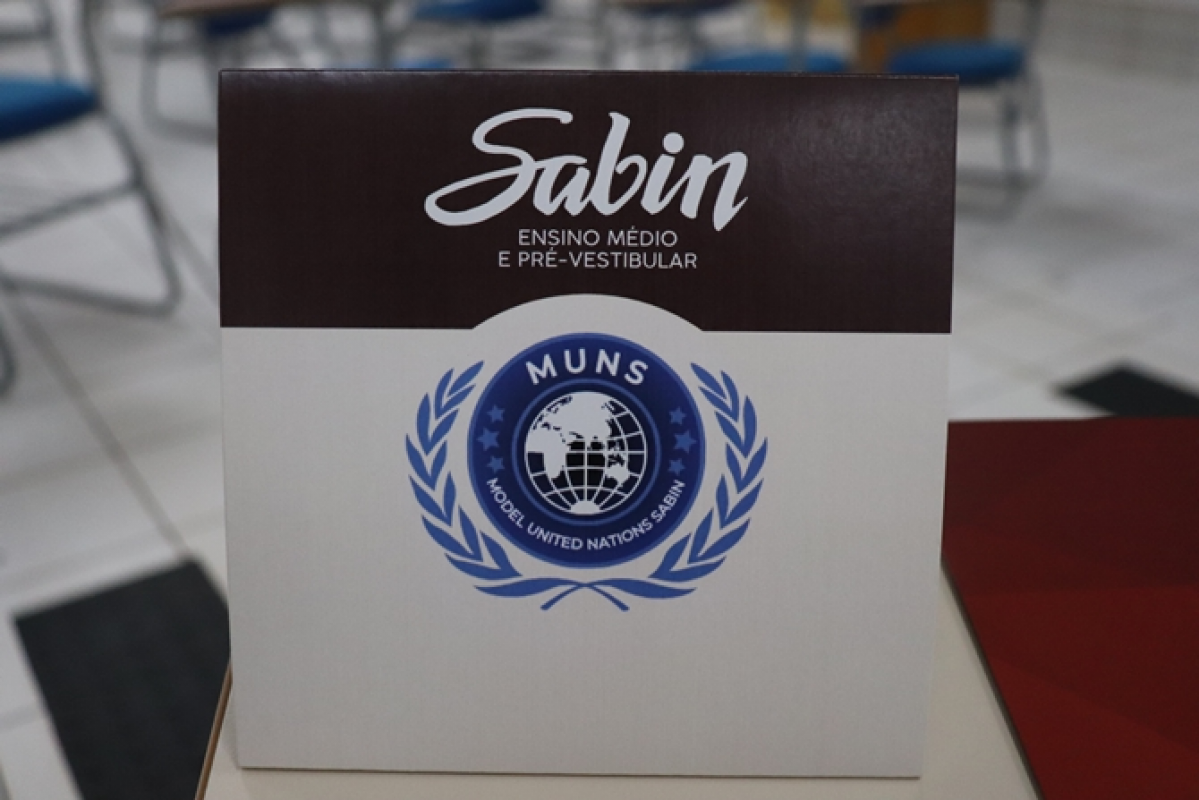 Sabin
ENSINO MÉDIO
E PRÉ-VESTIBULAR
MUNS
MODEL UNITED NATIONS SABIN